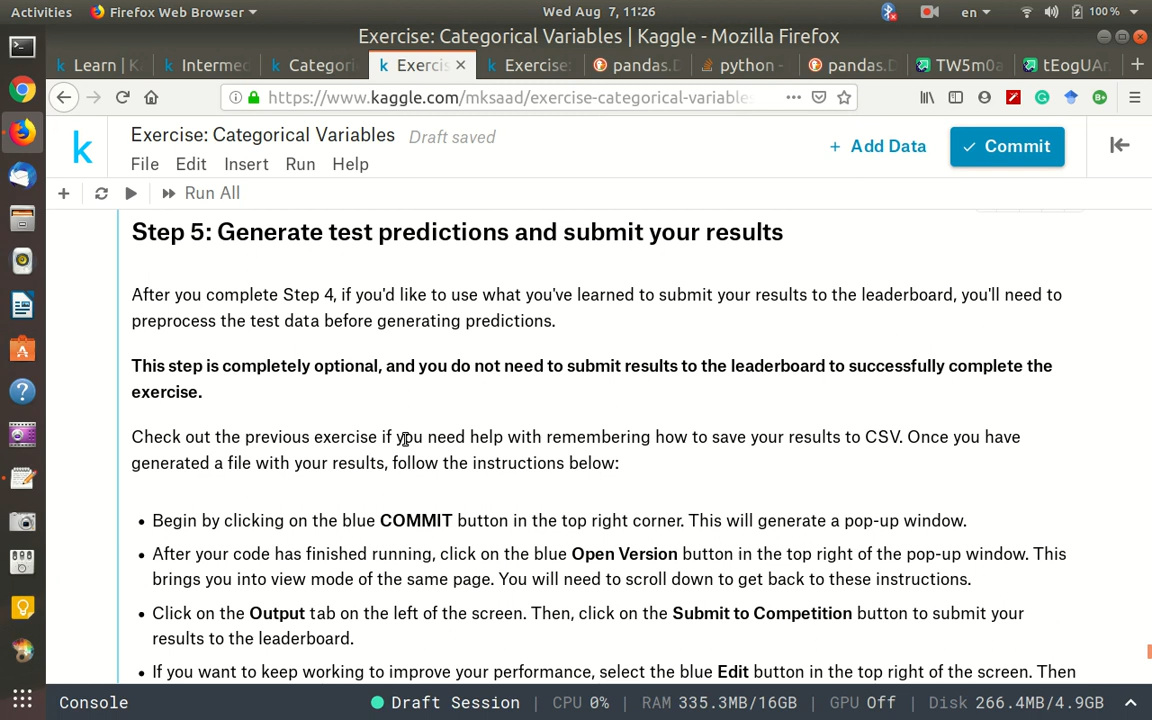 Activities Firefox Web Browser Wed Aug 7, 11:26 en 100 %
Exercise: Categorical Variables | Kaggle - Mozilla Firefox
Learn | K Interme Categori Exercis Exercise: pandas.D python - pandas.D TW5m0a tEogUAr
https://www.kaggle.com/mksaad/exercise-categorical-variables
Exercise: Categorical Variables Draft saved
+ Add Data Commit
File Edit Insert Run Help
Run All
Step 5: Generate test predictions and submit your results
After you complete Step 4, if you'd like to use what you've learned to submit your results to the leaderboard, you'll need to
preprocess the test data before generating predictions.
This step is completely optional, and you do not need to submit results to the leaderboard to successfully complete the
exercise.
Check out the previous exercise if you need help with remembering how to save your results to CSV. Once you have
generated a file with your results, follow the instructions below:
• Begin by clicking on the blue COMMIT button in the top right corner. This will generate a pop-up window.
• After your code has finished running, click on the blue Open Version button in the top right of the pop-up window. This
brings you into view mode of the same page. You will need to scroll down to get back to these instructions.
• Click on the Output tab on the left of the screen. Then, click on the Submit to Competition button to submit your
results to the leaderboard.
• If you want to keep working to improve your performance, select the blue Edit button in the top right of the screen. Then
Console Draft Session | CPU 0% | RAM 335.3MB/16GB | GPU Off | Disk 266.4MB/4.9GB